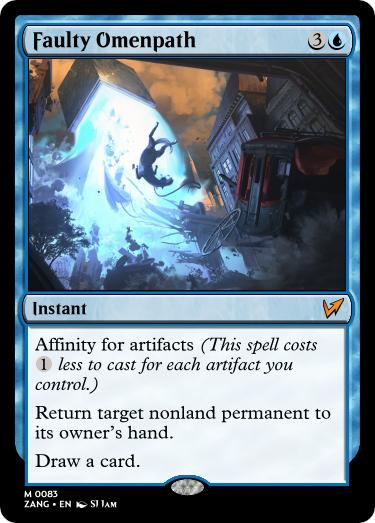 Faulty Omenpath 3
Instant
Affinity for artifacts (This spell costs
1 less to cast for each artifact you
control.)
Return target nonland permanent to
its owner's hand.
Draw a card.
M 0083
ZANG • EN SIJAM